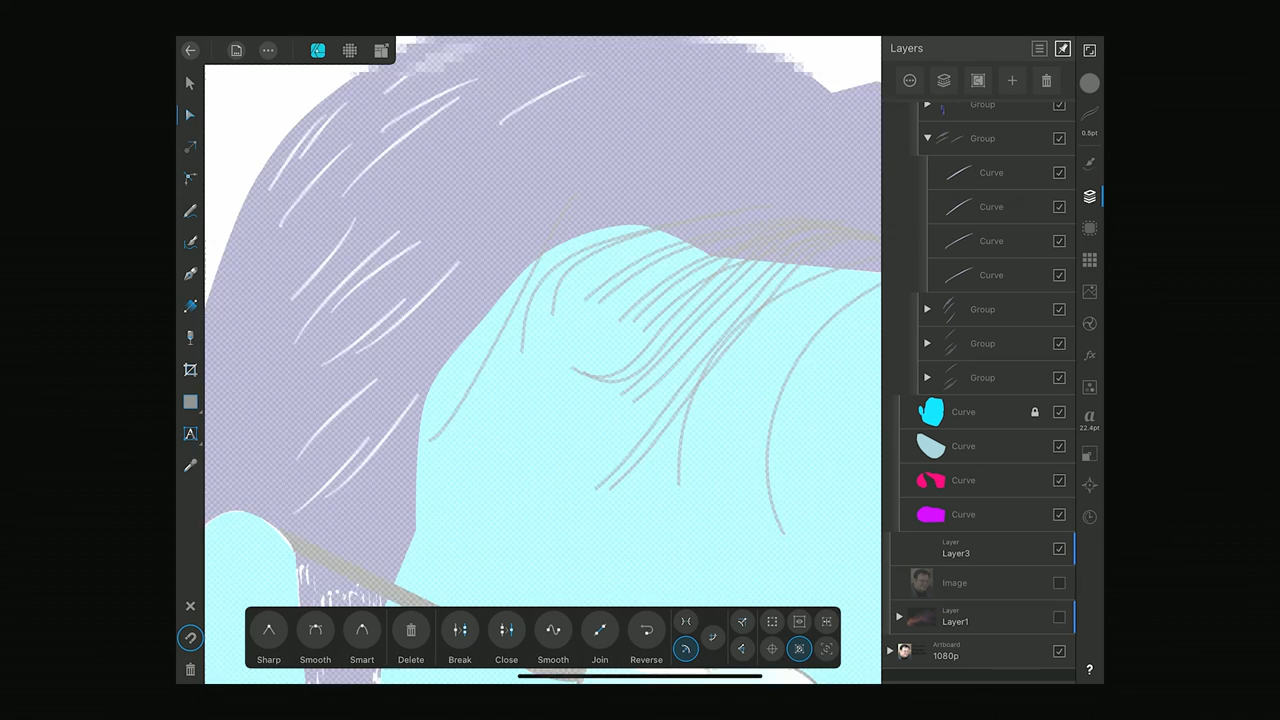 Layers
Group
Group
0.5pt
Curve
Curve
Curve
Curve
Group
Group
Group
Curve
a
22.4pt
Curve
Curve
Curve
Layer
Layer3
Image
Layer
Layer1
Artboard
1080p
Sharp
Smooth
Smart
Delete
Break
Close
Smooth
Join
Reverse
fx
A
?